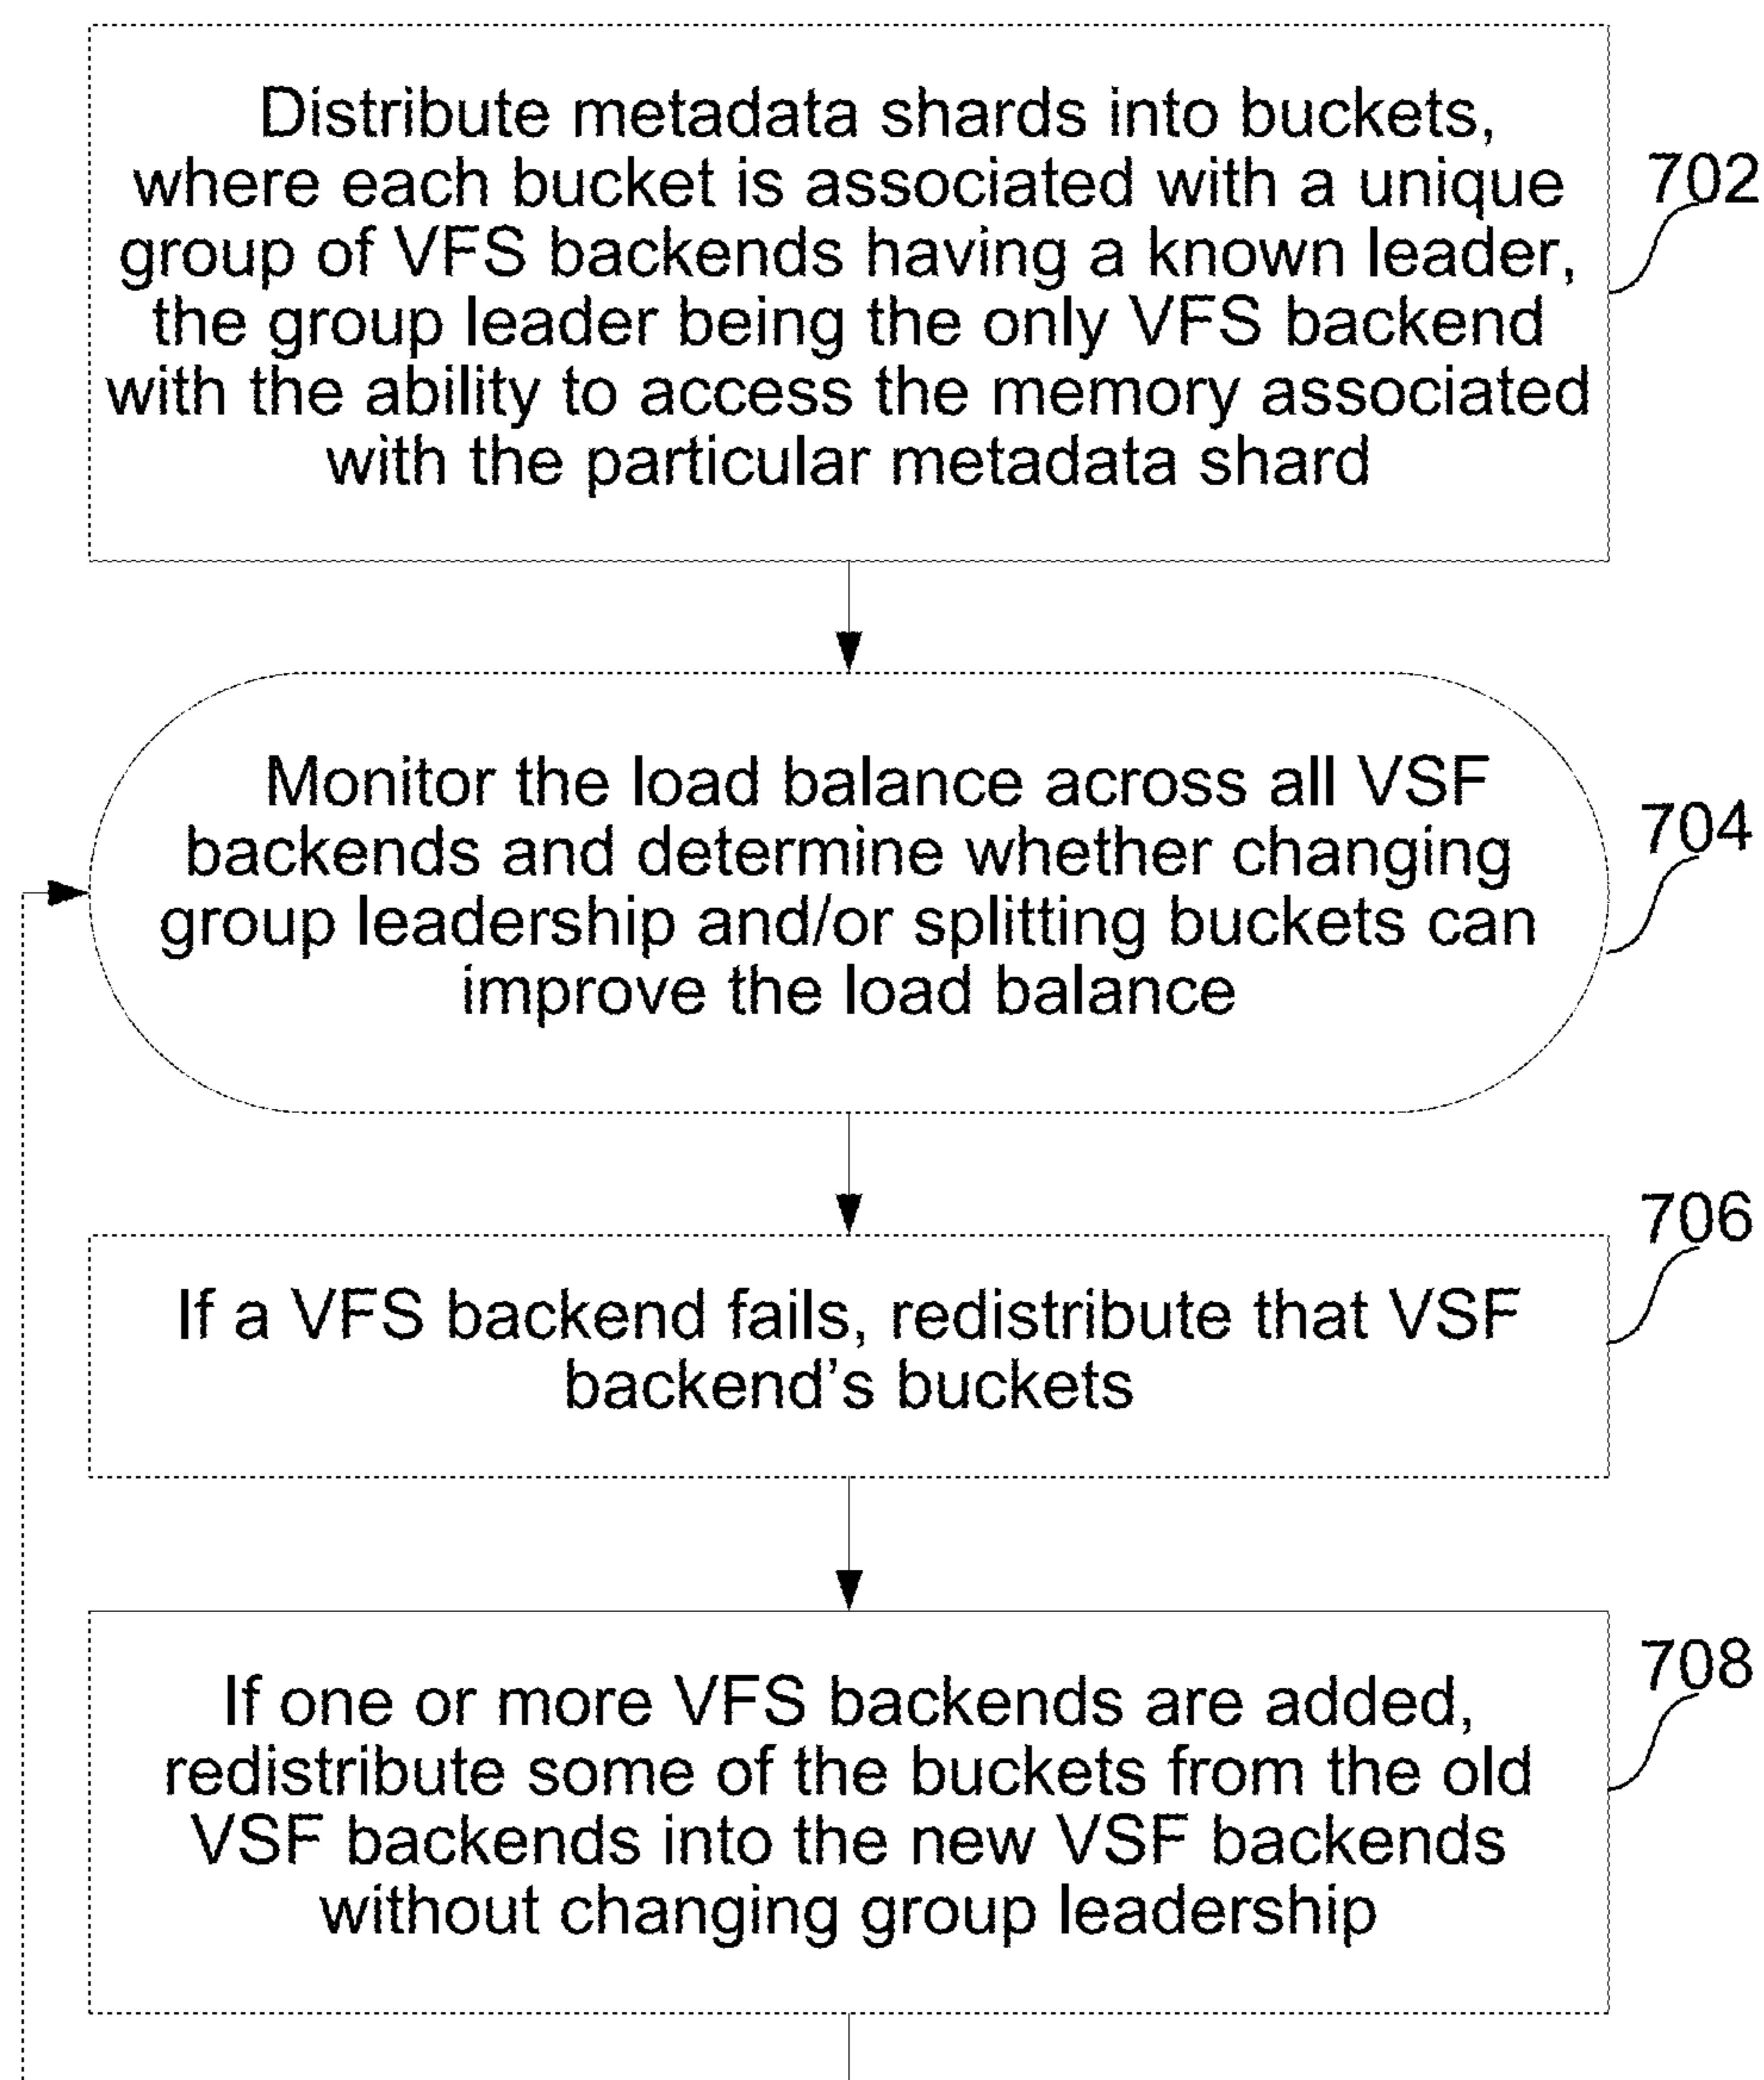 Distribute metadata shards into buckets,
where each bucket is associated with a unique
group of VFS backends having a known leader,
the group leader being the only VFS backend
with the ability to access the memory associated
with the particular metadata shard
702
Monitor the load balance across all VSF
backends and determine whether changing
group leadership and/or splitting buckets can
improve the load balance
704
If a VFS backend fails, redistribute that VSF
backend’s buckets
706
If one or more VFS backends are added,
redistribute some of the buckets from the old
VSF backends into the new VSF backends
without changing group leadership
708